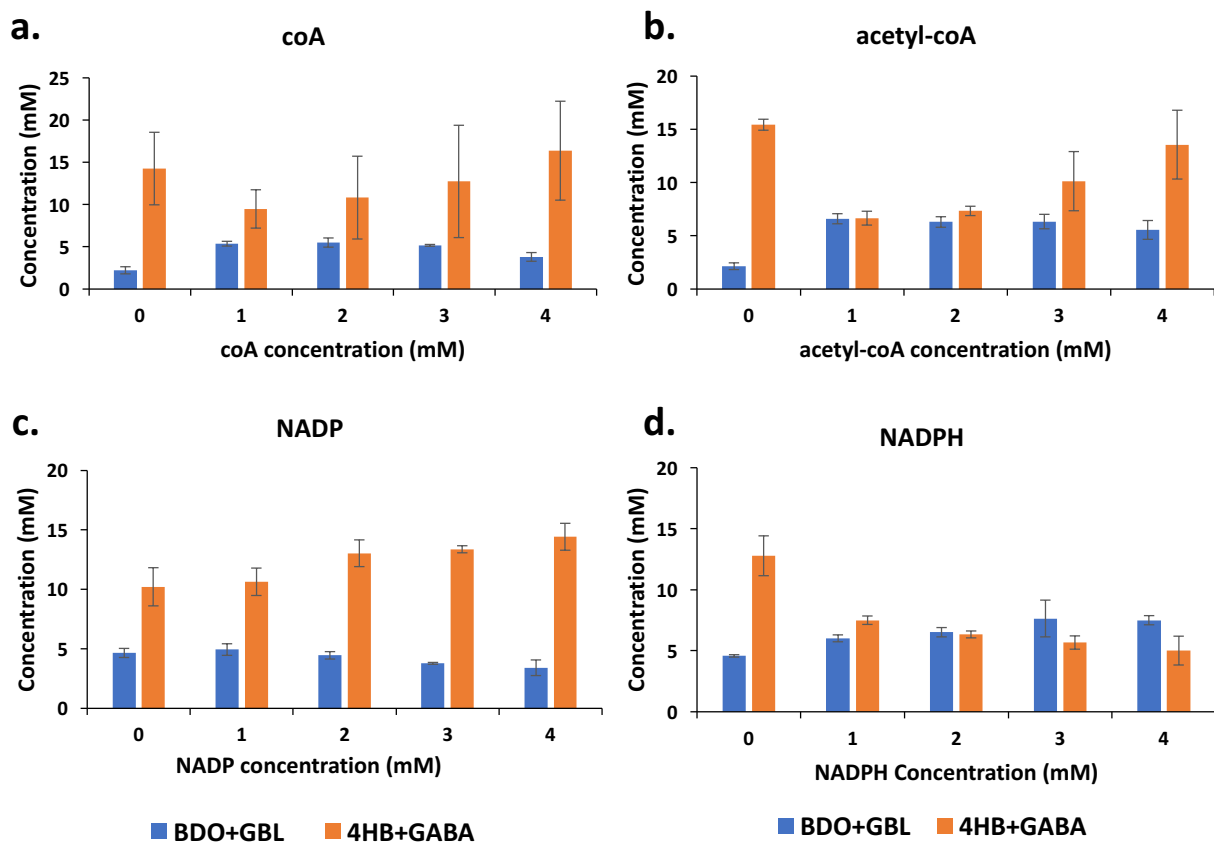 a.
coA
Concentration (mM)
25
20
15
10
5
0
0 1 2 3 4
coA concentration (mM)
b.
acetyl-coA
Concentration (mM)
20
15
10
5
0
0 1 2 3 4
acetyl-coA concentration (mM)
c.
NADP
Concentration (mM)
20
15
10
5
0
0 1 2 3 4
NADP concentration (mM)
BDO+GBL 4HB+GABA
d.
NADPH
Concentration (mM)
20
15
10
5
0
0 1 2 3 4
NADPH Concentration (mM)
BDO+GBL 4HB+GABA